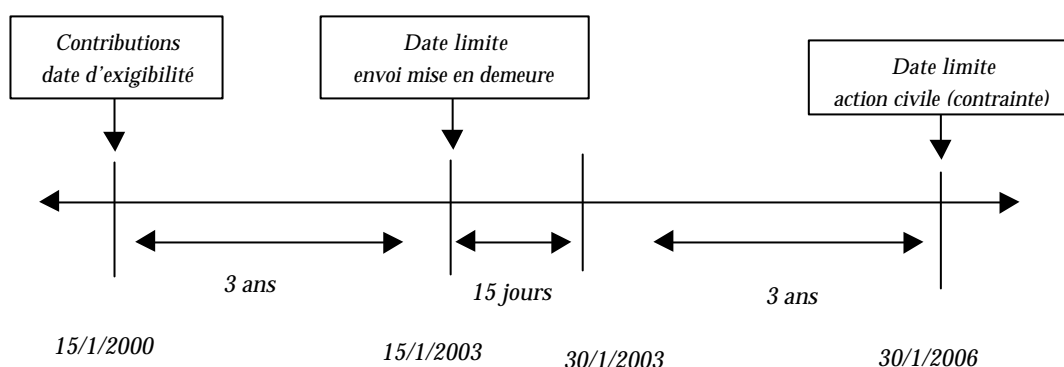 Contributions
date d'exigibilité
Date limite
envoi mise en demeure
Date limite
action civile (contrainte)
3 ans
15 jours
3 ans
15/1/2000
15/1/2003
30/1/2003
30/1/2006